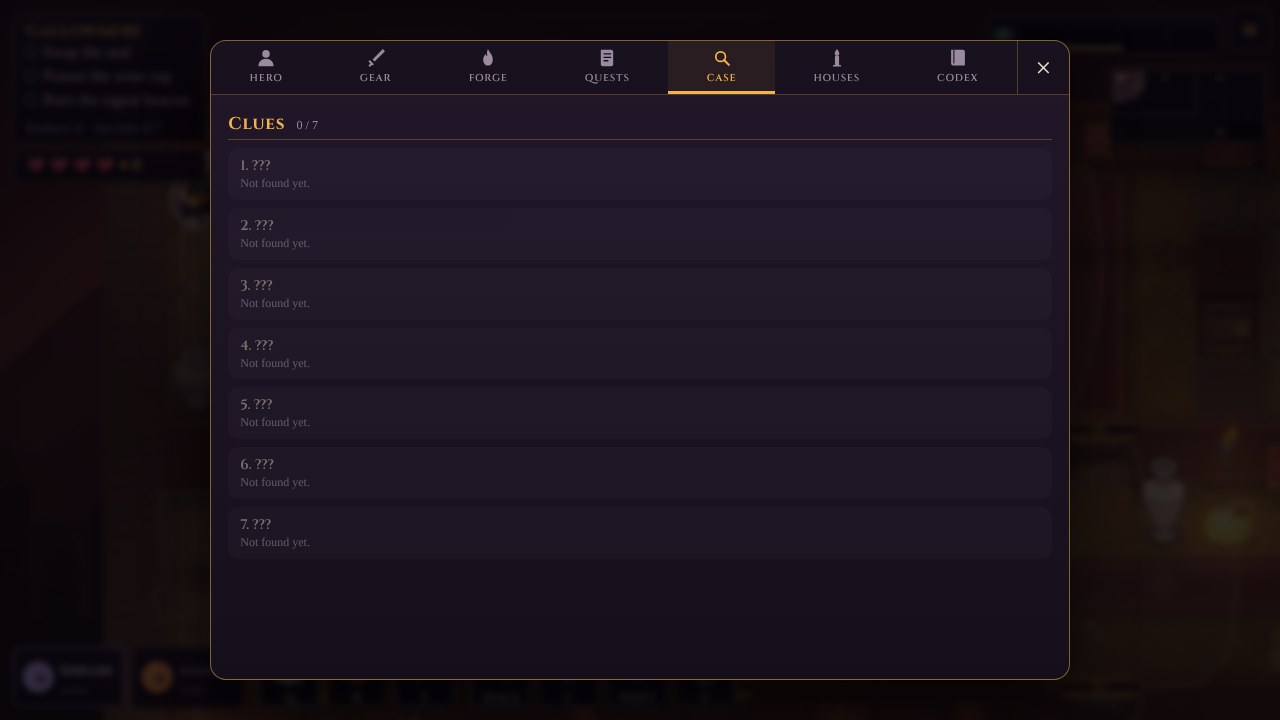 HERO
GEAR
FORGE
QUESTS
CASE
HOUSES
CODEX
CLUES 0 / 7
1. ???
Not found yet.
2. ???
Not found yet.
3. ???
Not found yet.
4. ???
Not found yet.
5. ???
Not found yet.
6. ???
Not found yet.
7. ???
Not found yet.